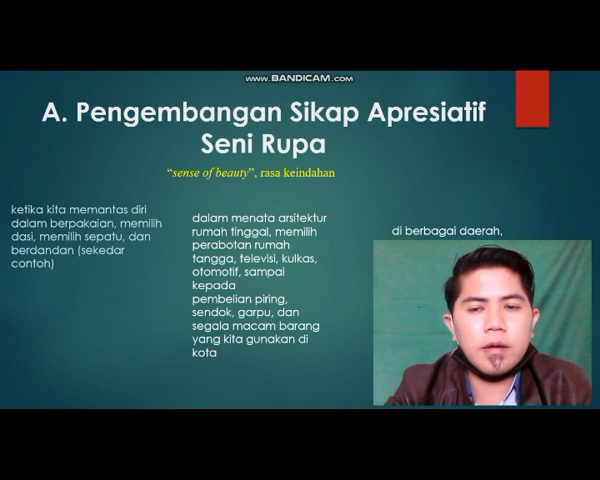 WWW.BANDICAM.COM
A. Pengembangan Sikap Apresiatif
Seni Rupa
“sense of beauty”, rasa keindahan
ketika kita memantas diri
dalam berpakaian, memilih
dasi, memilih sepatu, dan
berdandan (sekedar
contoh)
dalam menata arsitektur
rumah tinggal, memilih
perabotan rumah
tangga, televisi, kulkas,
otomotif, sampai
kepada
pembelian piring,
sendok, garpu, dan
segala macam barang
yang kita gunakan di
kota
di berbagai daerah,